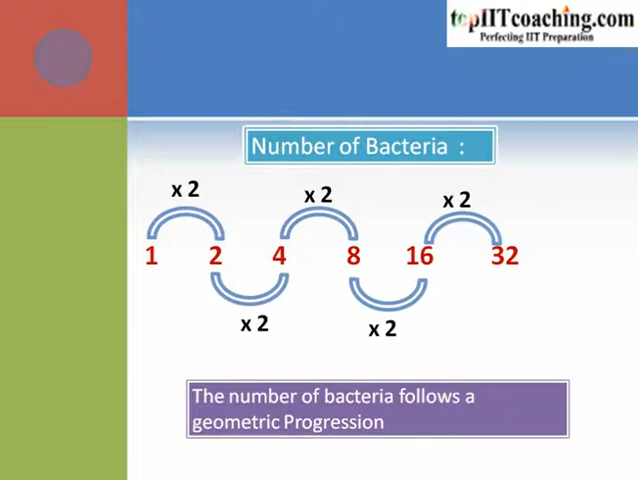 topIITcoaching.com
Perfecting IIT Preparation
Number of Bacteria :
x 2 x 2 x 2
1 2 4 8 16 32
x 2 x 2
The number of bacteria follows a
geometric Progression